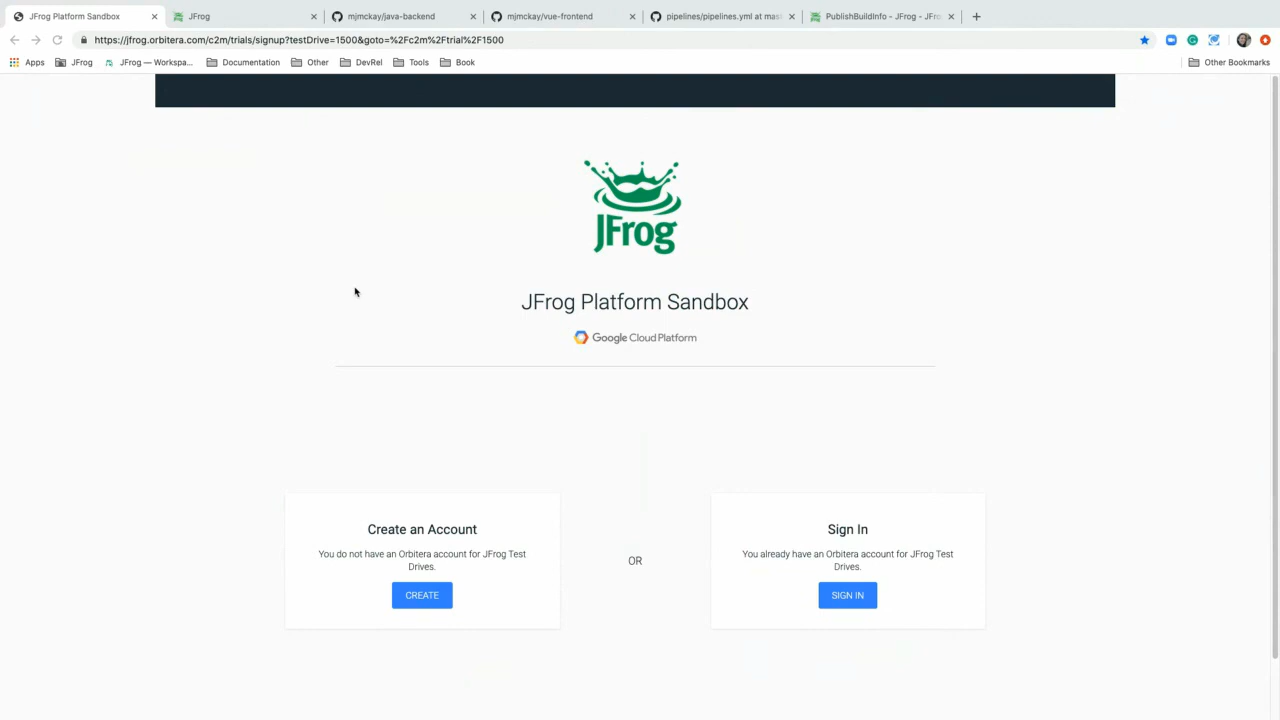 JFrog Platform Sandbox
JFrog
mjmckay/java-backend
mjmckay/vue-frontend
pipelines/pipelines.yml at mas
PublishBuildInfo - JFrog - JFro
https://jfrog.orbitera.com/c2m/trials/signup?testDrive=1500&goto=%2Fc2m%2Ftrial%2F1500
Apps
JFrog
JFrog — Workspa...
Documentation
Other
DevRel
Tools
Book
Other Bookmarks
JFrog
JFrog Platform Sandbox
Google Cloud Platform
Create an Account
You do not have an Orbitera account for JFrog Test
Drives.
CREATE
OR
Sign In
You already have an Orbitera account for JFrog Test
Drives.
SIGN IN